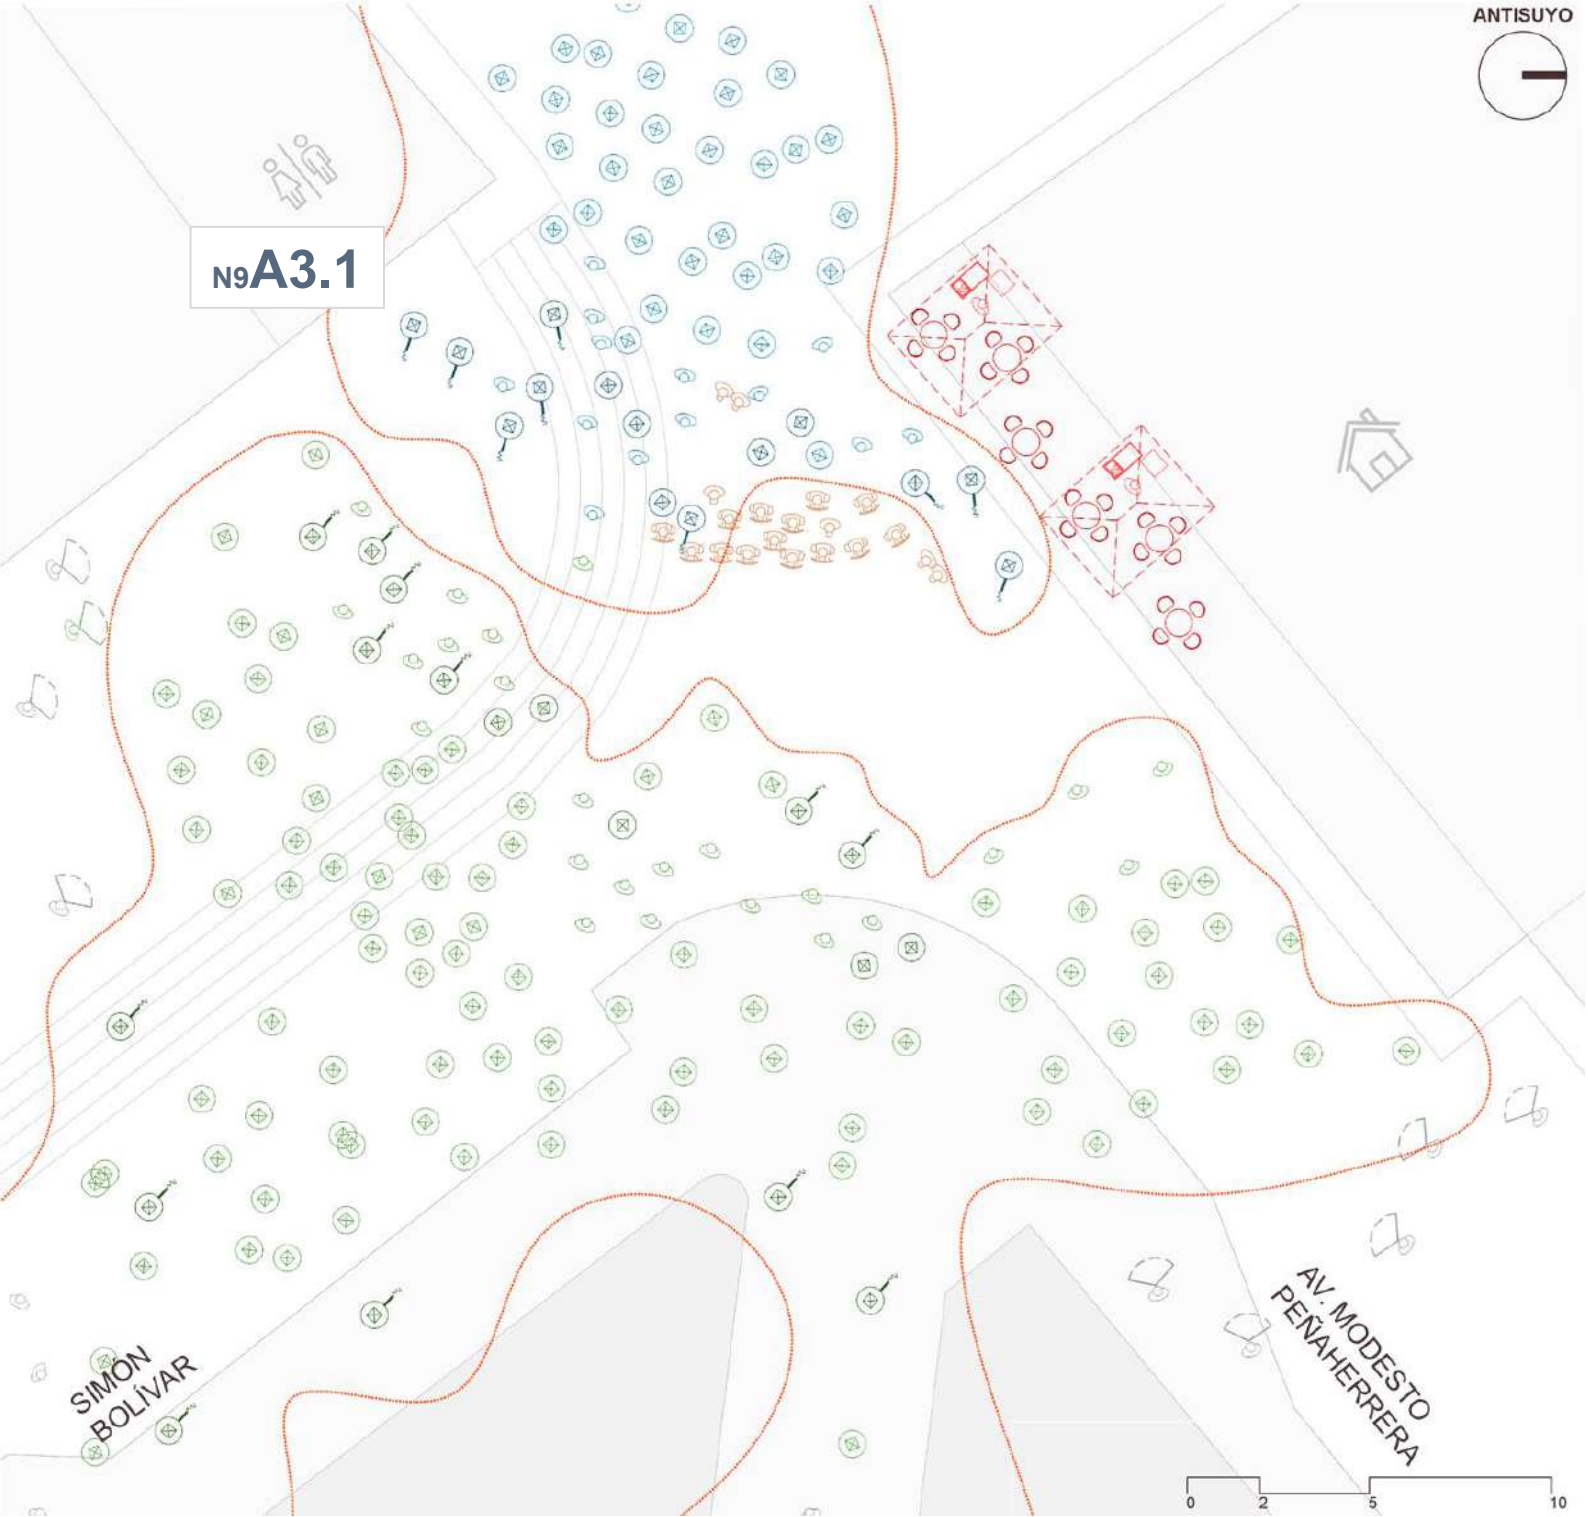 ANTISUYO
N9A3.1
SIMÓN
BOLÍVAR
AV. MODESTO
PEÑAHERRERA
0 2 5 10